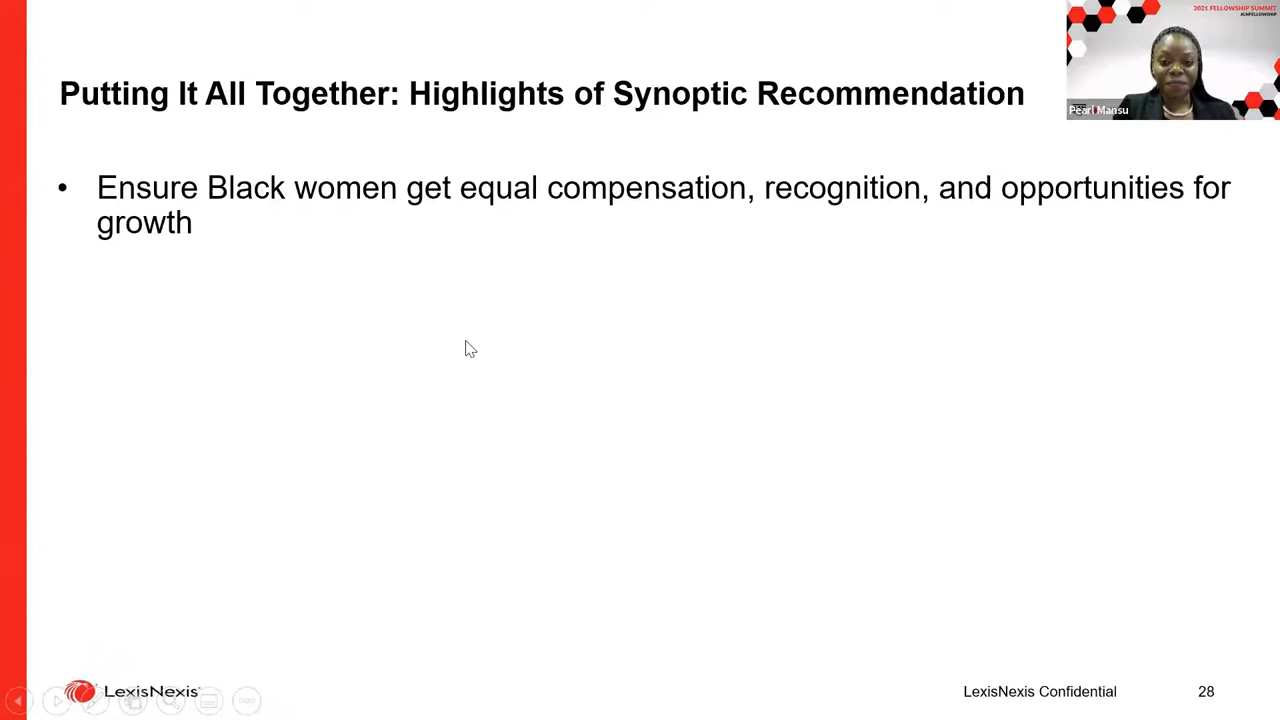 2021 FELLOWSHIP SUMMIT
#LNFELLOWSHIP
Pearl Mansu
Putting It All Together: Highlights of Synoptic Recommendation
• Ensure Black women get equal compensation, recognition, and opportunities for
growth
LexisNexis
LexisNexis Confidential
28